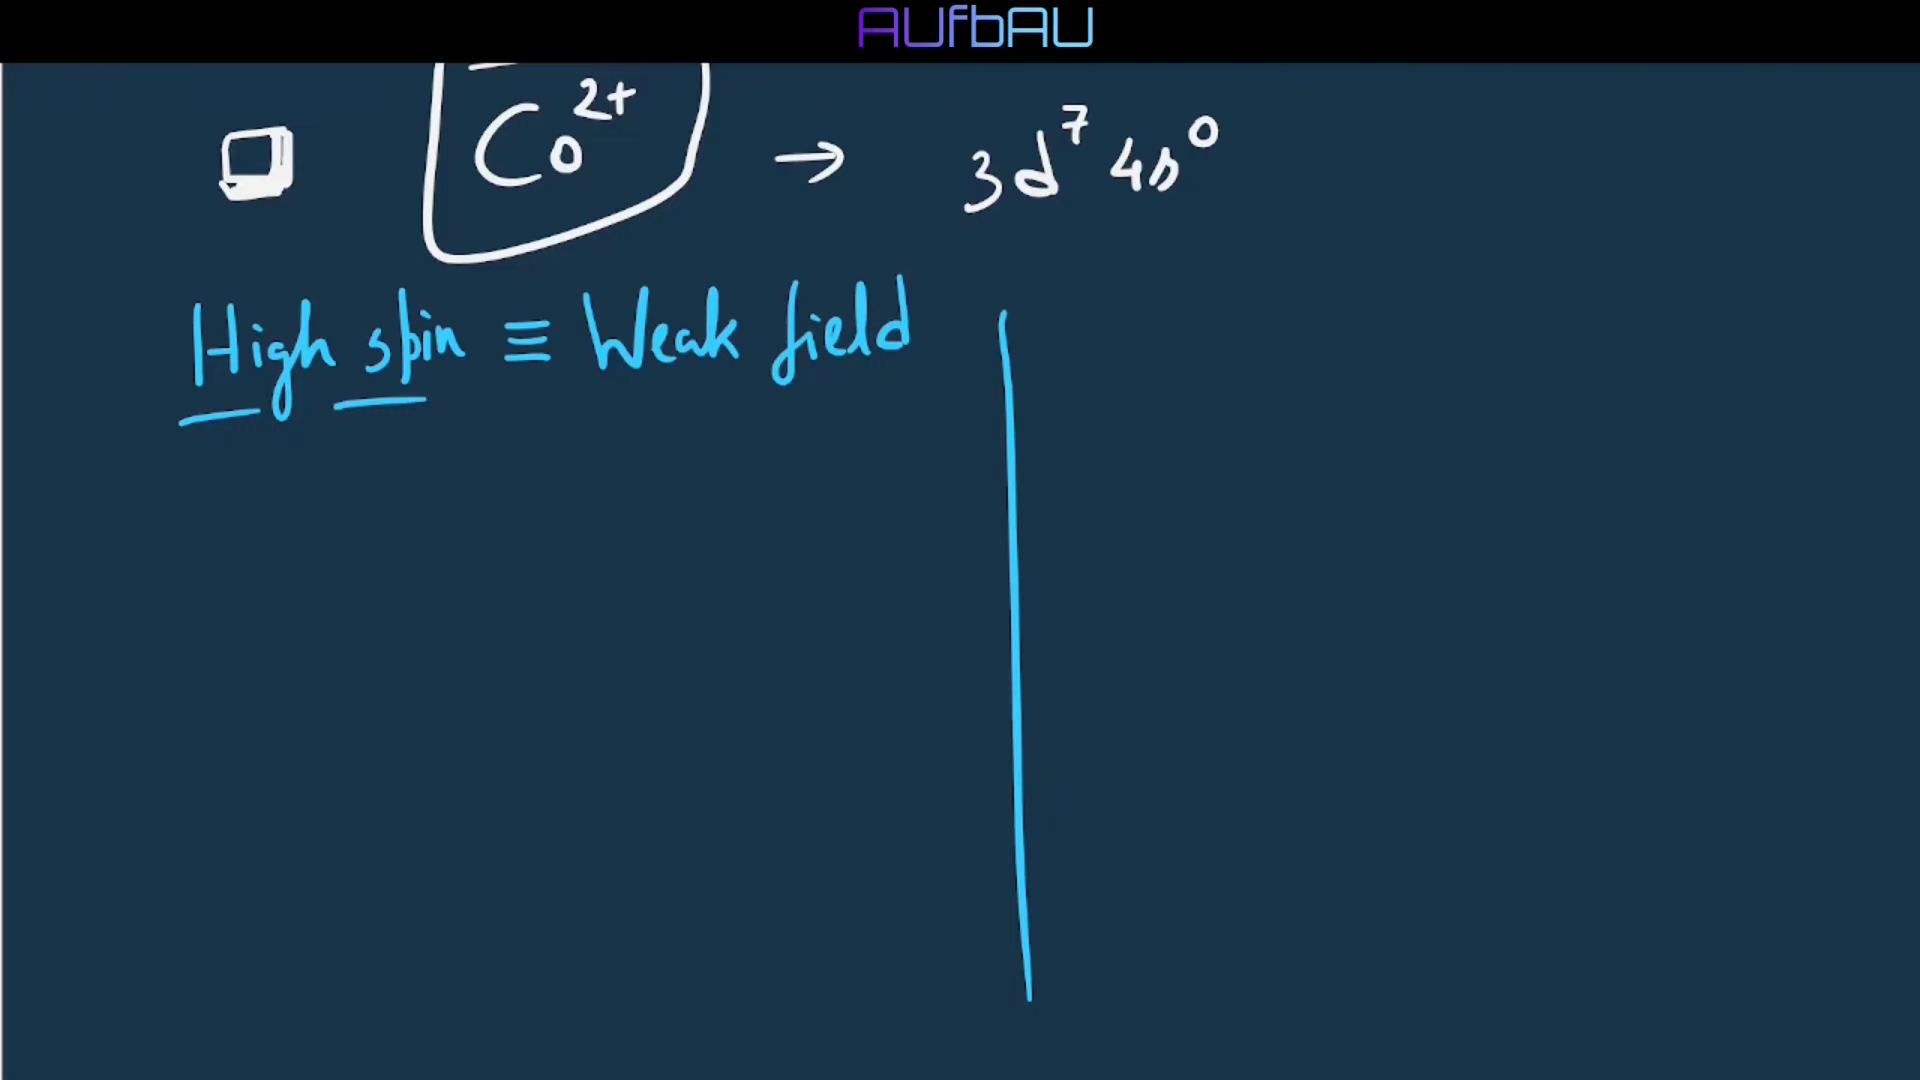 AUfbAU
Co²⁺ → 3d⁷ 4s⁰
High spin ≡ Weak field